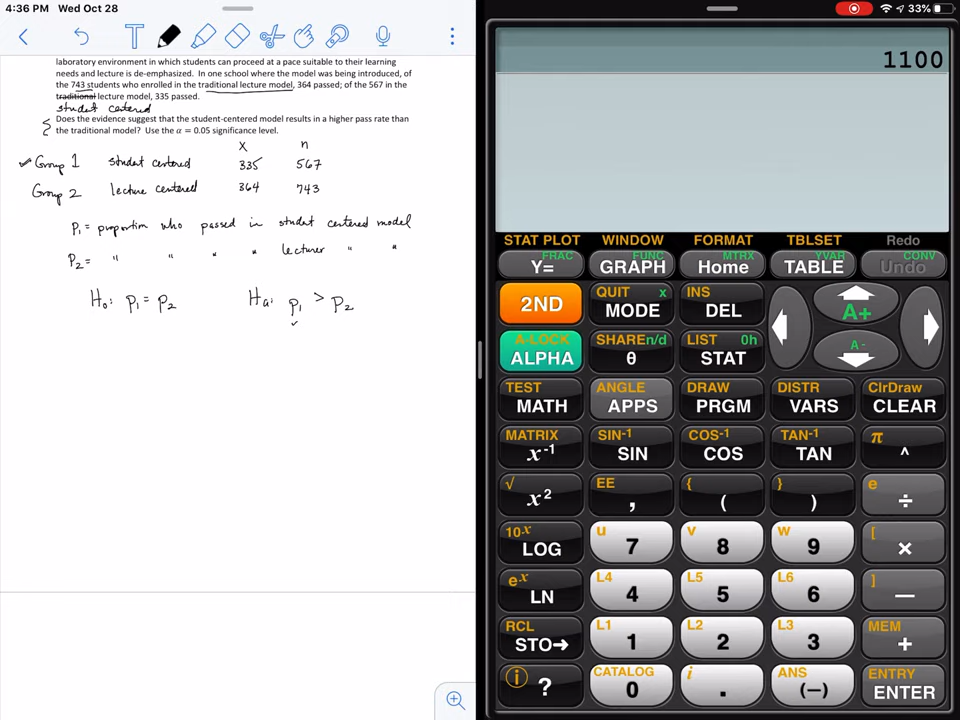 4:36 PM Wed Oct 28
33%
laboratory environment in which students can proceed at a pace suitable to their learning
needs and lecture is de-emphasized. In one school where the model was being introduced, of
the 743 students who enrolled in the traditional lecture model, 364 passed; of the 567 in the
traditional lecture model, 335 passed.
student centered
Does the evidence suggest that the student-centered model results in a higher pass rate than
the traditional model? Use the α = 0.05 significance level.
X n
Group 1 student centered 335 567
Group 2 lecture centered 364 743
P₁ = proportion who passed in student centered model
P₂ = " " " " lecturer " "
H₀: P₁ = P₂ Hₐ: P₁ > P₂
1100
STAT PLOT WINDOW FORMAT TBLSET Redo
FRAC FUNC MTRX YVAR CONV
Y= GRAPH Home TABLE Undo
QUIT x INS
2ND MODE DEL A+
A-LOCK SHARE n/d LIST 0h A-
ALPHA θ STAT
TEST ANGLE DRAW DISTR ClrDraw
MATH APPS PRGM VARS CLEAR
MATRIX SIN⁻¹ COS⁻¹ TAN⁻¹ π
x⁻¹ SIN COS TAN ^
√ EE { } e
x² , ( ) ÷
10ˣ u v w [
LOG 7 8 9 ×
eˣ L4 L5 L6 ]
LN 4 5 6 —
RCL L1 L2 L3 MEM
STO→ 1 2 3 +
i CATALOG i ANS ENTRY
? 0 . (—) ENTER